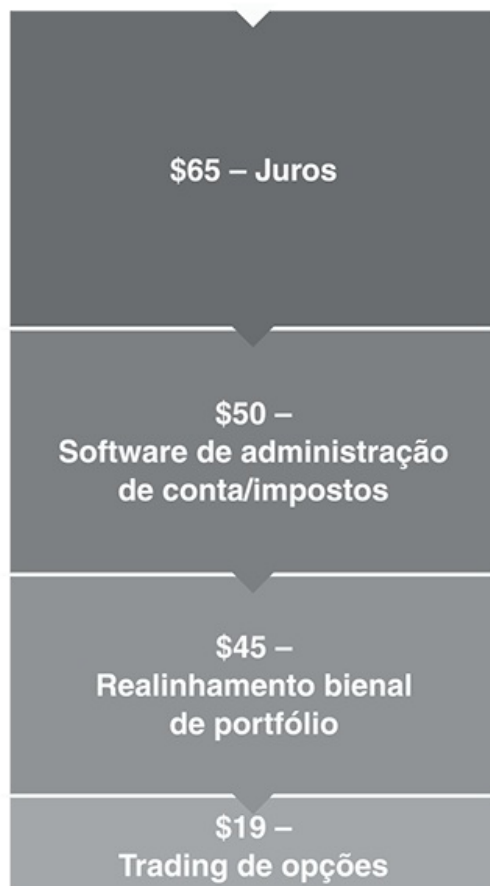 $65 – Juros
$50 –
Software de administração
de conta/impostos
$45 –
Realinhamento bienal
de portfólio
$19 –
Trading de opções